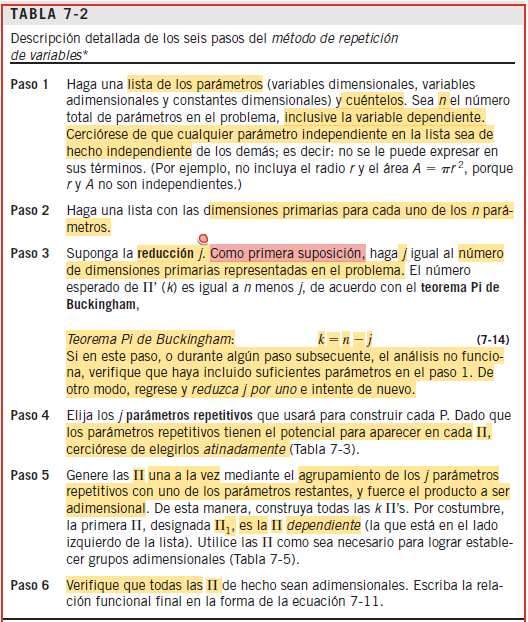 TABLA 7-2
Descripción detallada de los seis pasos del método de repetición
de variables*
Paso 1 Haga una lista de los parámetros (variables dimensionales, variables
adimensionales y constantes dimensionales) y cuéntelos. Sea n el número
total de parámetros en el problema, inclusive la variable dependiente.
Cerciórese de que cualquier parámetro independiente en la lista sea de
hecho independiente de los demás; es decir: no se le puede expresar en
sus términos. (Por ejemplo, no incluya el radio r y el área A = πr², porque
r y A no son independientes.)
Paso 2 Haga una lista con las dimensiones primarias para cada uno de los n pará-
metros.
Paso 3 Suponga la reducción j. Como primera suposición, haga j igual al número
de dimensiones primarias representadas en el problema. El número
esperado de Π' (k) es igual a n menos j, de acuerdo con el teorema Pi de
Buckingham,
Teorema Pi de Buckingham: k = n − j (7-14)
Si en este paso, o durante algún paso subsecuente, el análisis no funcio-
na, verifique que haya incluido suficientes parámetros en el paso 1. De
otro modo, regrese y reduzca j por uno e intente de nuevo.
Paso 4 Elija los j parámetros repetitivos que usará para construir cada P. Dado que
los parámetros repetitivos tienen el potencial para aparecer en cada Π,
cerciórese de elegirlos atinadamente (Tabla 7-3).
Paso 5 Genere las Π una a la vez mediante el agrupamiento de los j parámetros
repetitivos con uno de los parámetros restantes, y fuerce el producto a ser
adimensional. De esta manera, construya todas las k Π's. Por costumbre,
la primera Π, designada Π₁, es la Π dependiente (la que está en el lado
izquierdo de la lista). Utilice las Π como sea necesario para lograr estable-
cer grupos adimensionales (Tabla 7-5).
Paso 6 Verifique que todas las Π de hecho sean adimensionales. Escriba la rela-
ción funcional final en la forma de la ecuación 7-11.